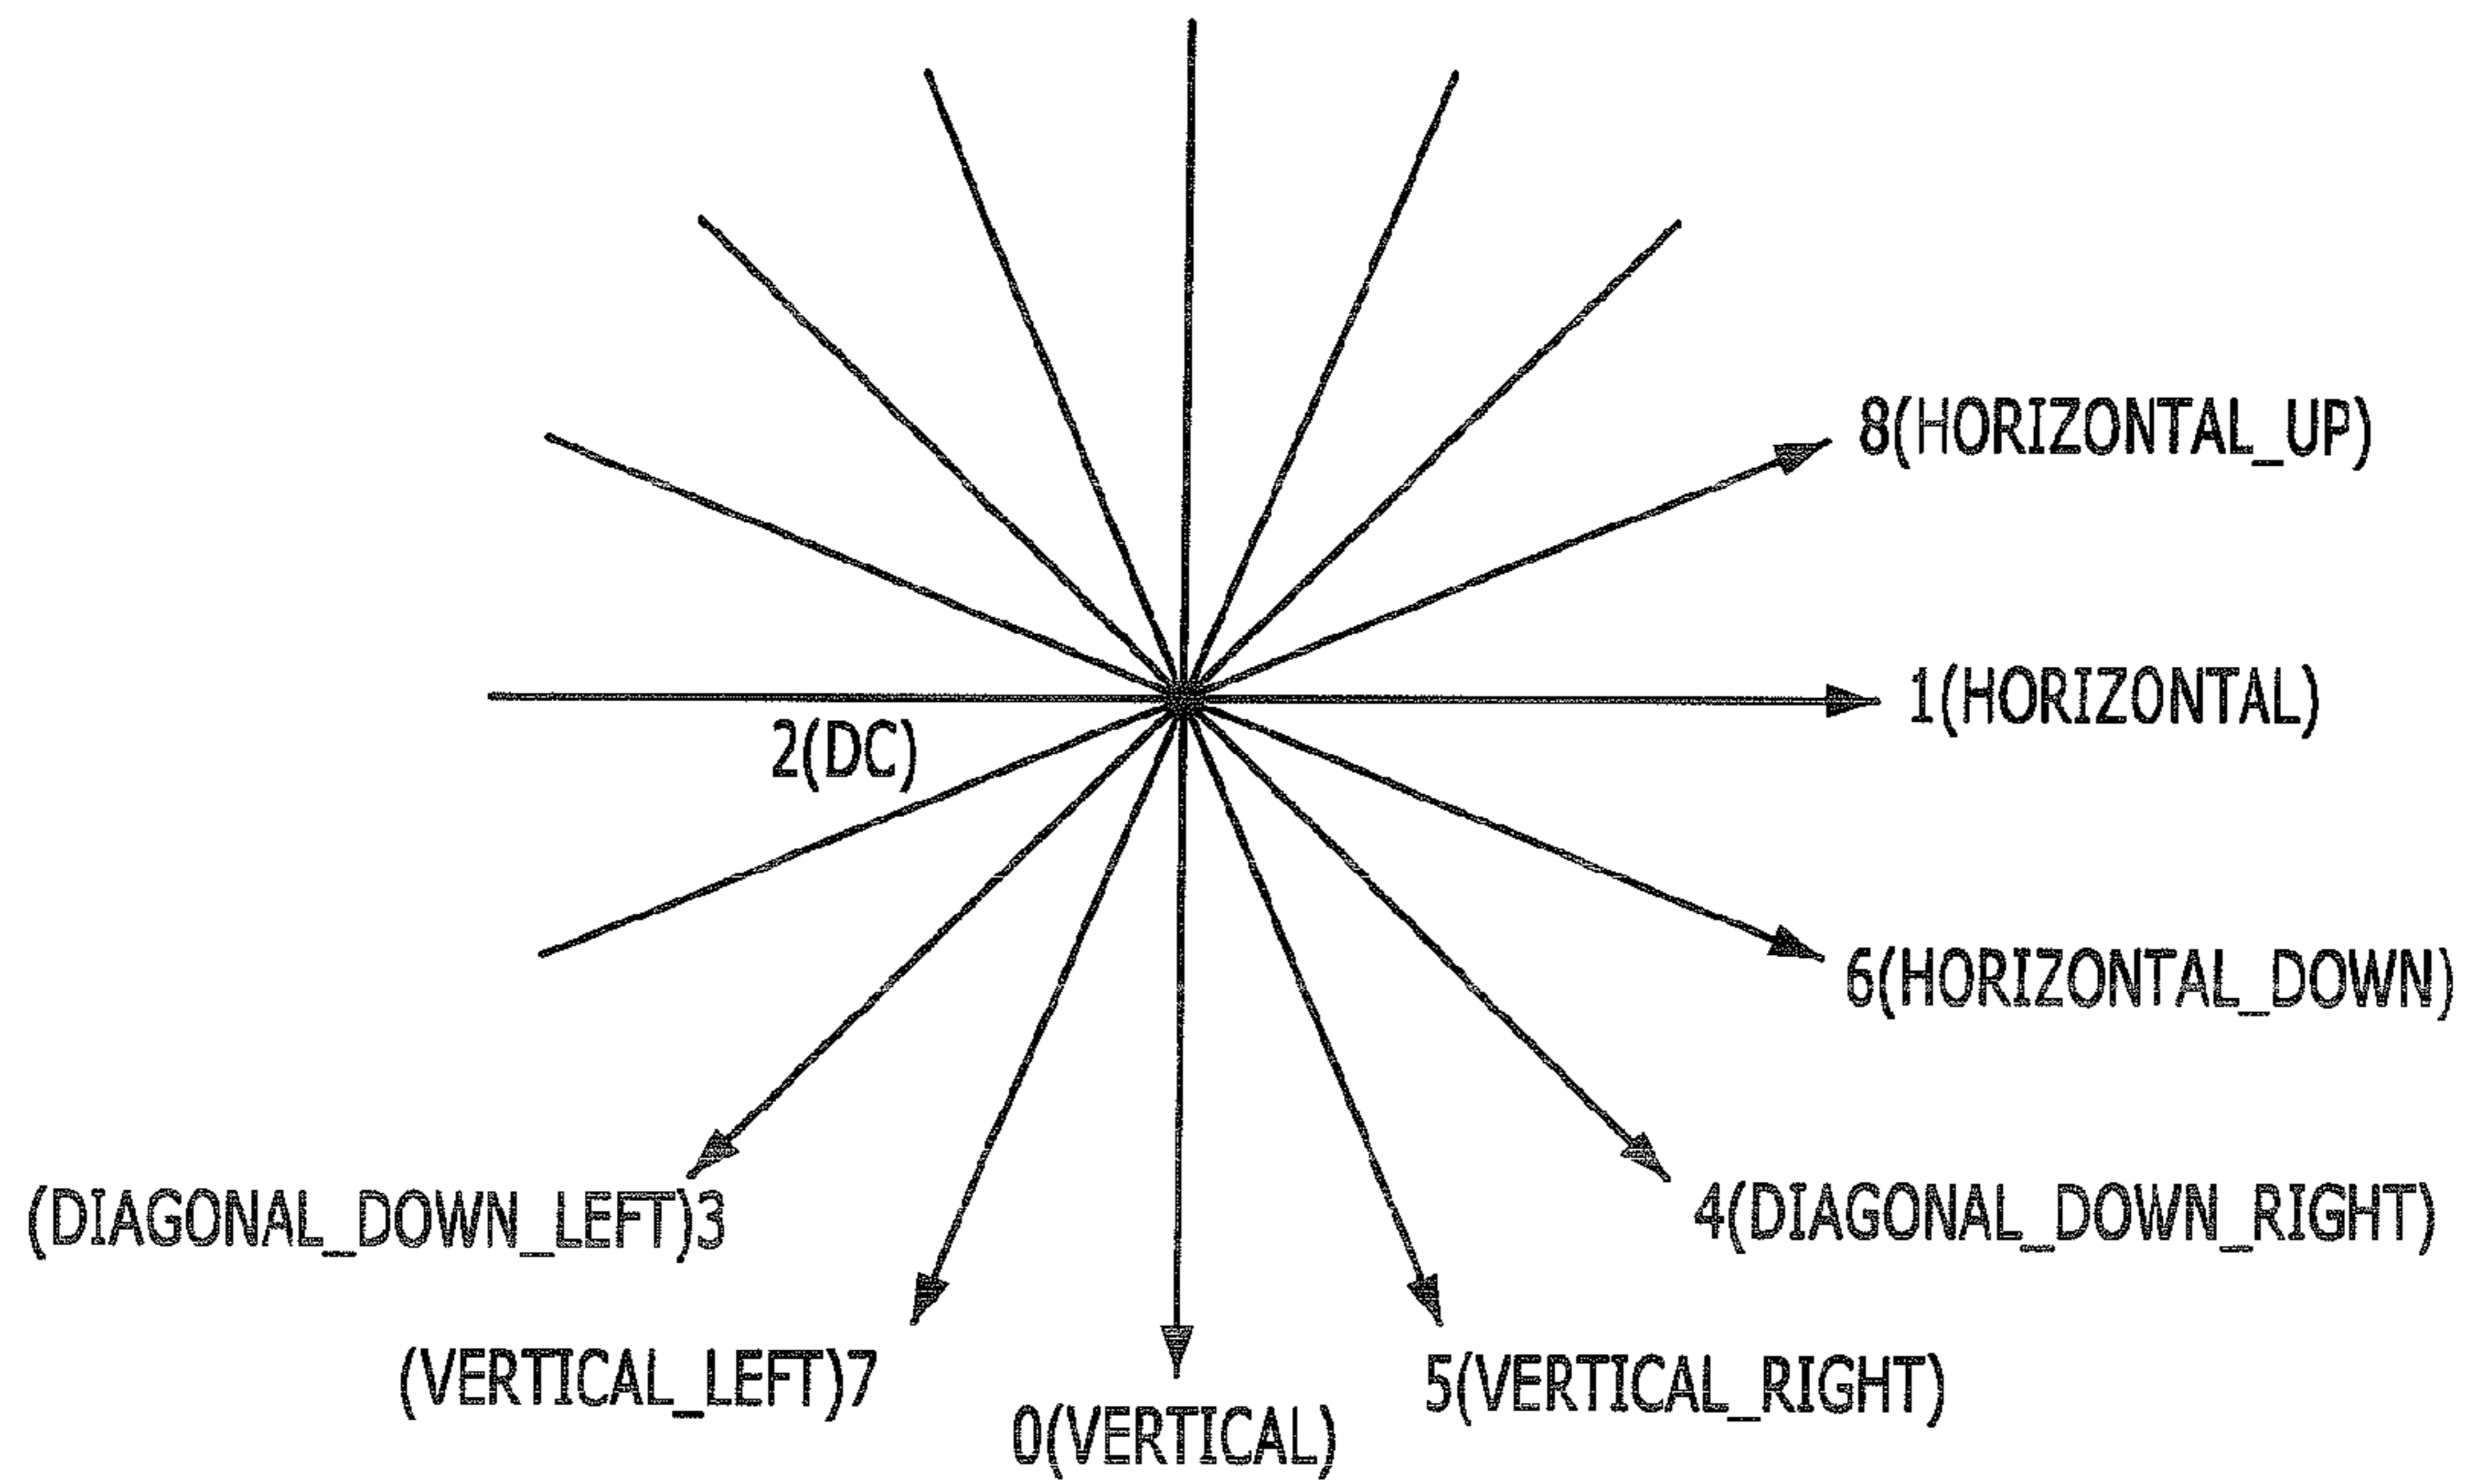 8(HORIZONTAL_UP)
1(HORIZONTAL)
2(DC)
6(HORIZONTAL_DOWN)
(DIAGONAL_DOWN_LEFT)3
4(DIAGONAL_DOWN_RIGHT)
(VERTICAL_LEFT)7
5(VERTICAL_RIGHT)
0(VERTICAL)